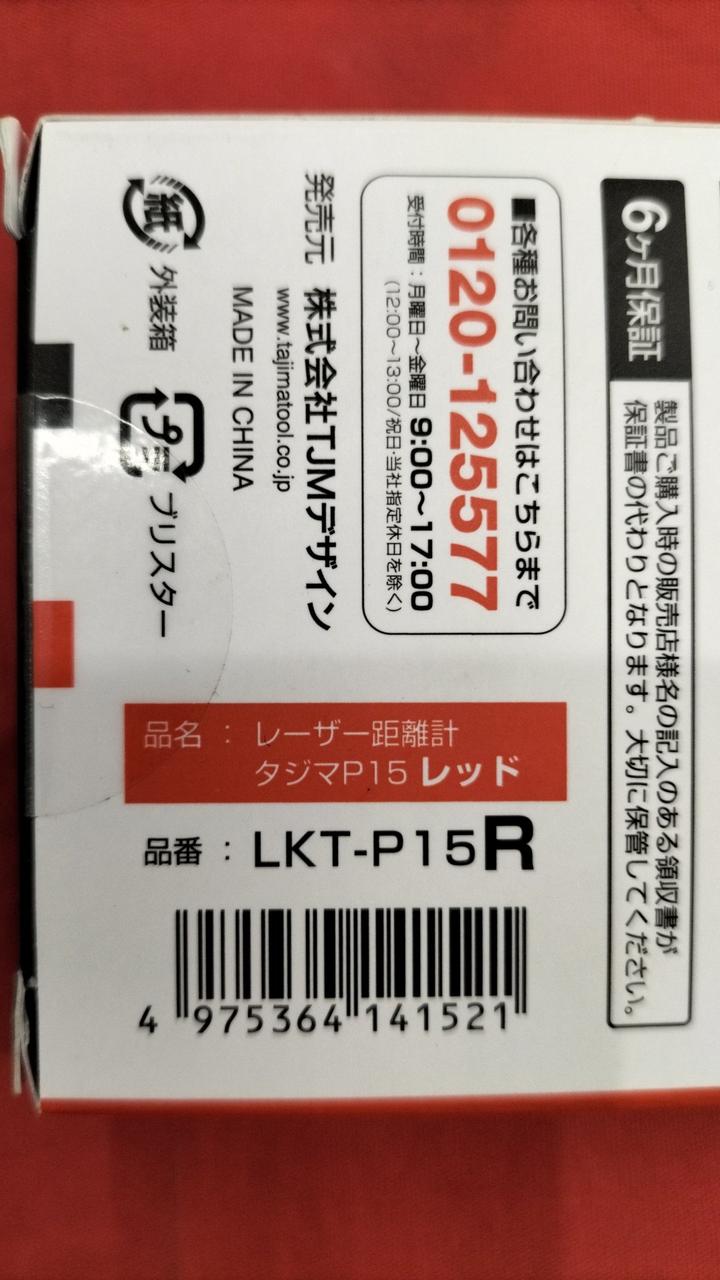 6ヶ月保証
製品ご購入時の販売店様名の記入のある領収書が
保証書の代わりとなります。大切に保管してください。
■各種お問い合わせはこちらまで
0120-125577
受付時間：月曜日～金曜日 9:00～17:00
(12:00～13:00/祝日・当社指定休日を除く)
発売元 株式会社TJMデザイン
www.tajimatool.co.jp
MADE IN CHINA
紙 外装箱
プラ ブリスター
品名 : レーザー距離計
タジマP15 レッド
品番 : LKT-P15R
4 975364 141521